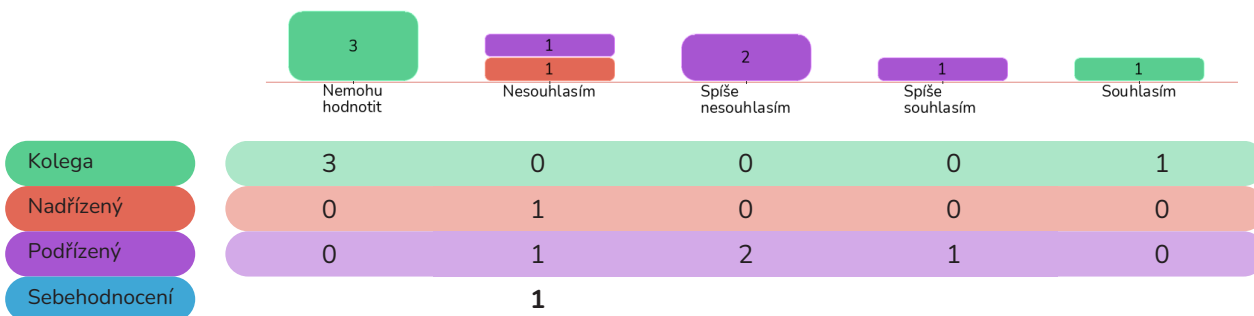 3
1
1
2
1
1
Nemohu
hodnotit
Nesouhlasím
Spíše
nesouhlasím
Spíše
souhlasím
Souhlasím
Kolega 3 0 0 0 1
Nadřízený 0 1 0 0 0
Podřízený 0 1 2 1 0
Sebehodnocení 1